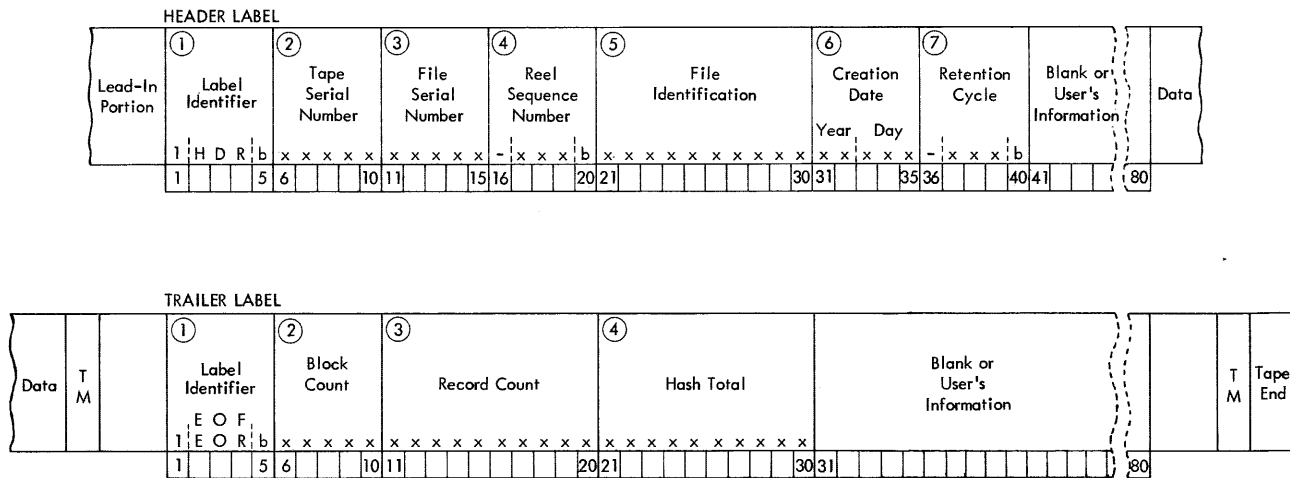 HEADER LABEL
① ② ③ ④ ⑤ ⑥ ⑦
Lead-In Portion
Label Identifier
Tape Serial Number
File Serial Number
Reel Sequence Number
File Identification
Creation Date
Year Day
Retention Cycle
Blank or User's Information
Data
1 H D R b x x x x x x x x x x - x x x b x x x x x x x x x x x x x x x - x x x b
1 5 6 10 11 15 16 20 21 30 31 35 36 40 41 80
TRAILER LABEL
① ② ③ ④
Data
T M
Label Identifier
Block Count
Record Count
Hash Total
Blank or User's Information
T M
Tape End
E O F
1 E O R b x x x x x x x x x x x x x x x x x x x x x x x x x
1 5 6 10 11 20 21 30 31 80